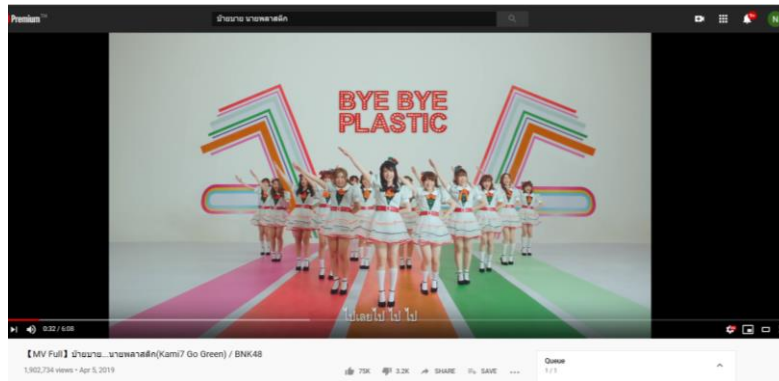 Premium TH
บ๊ายบาย นายพลาสติก
9+
N
BYE BYE
PLASTIC
ไปเลยไป ไป ไป
0:32 / 6:08
【MV Full】บ๊ายบาย...นายพลาสติก(Kami7 Go Green) / BNK48
1,902,734 views • Apr 5, 2019
75K 3.2K SHARE SAVE ...
Queue
1 / 1